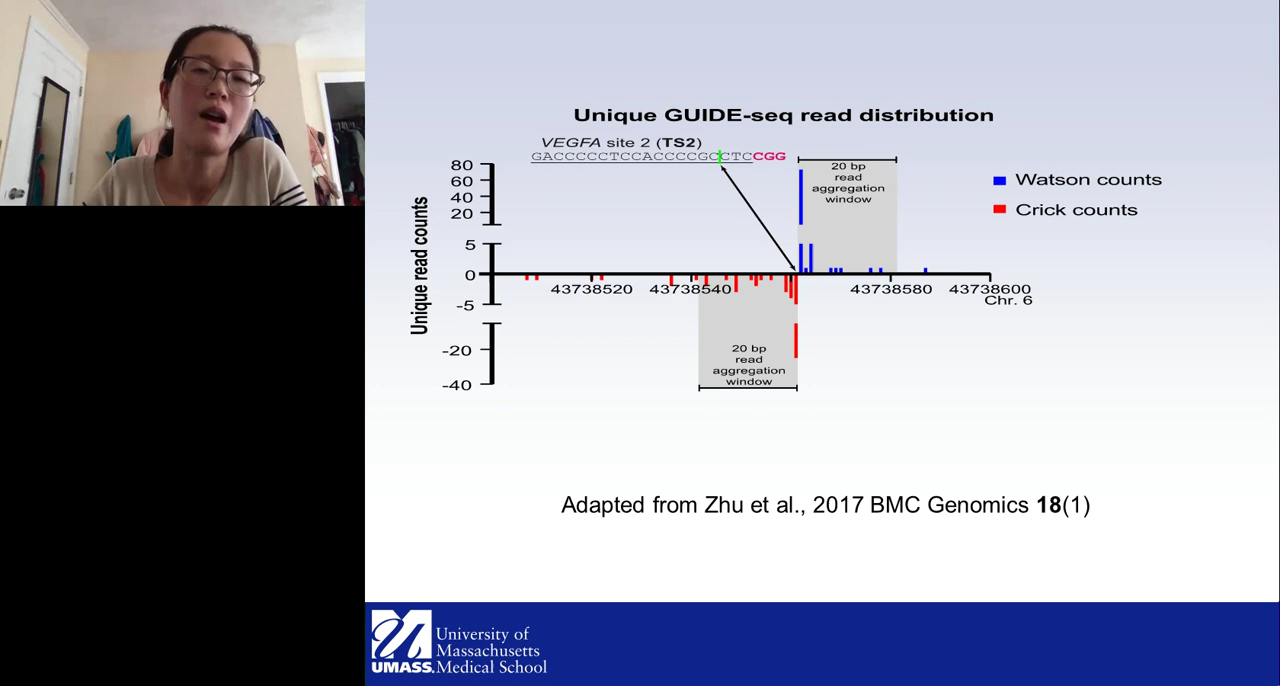 Unique GUIDE-seq read distribution
VEGFA site 2 (TS2)
GACCCCCTCCACCCCGCCTCCGG
80
60
40
20
5
0
-5
-20
-40
Unique read counts
20 bp
read
aggregation
window
Watson counts
Crick counts
43738520
43738540
43738580
43738600
Chr. 6
20 bp
read
aggregation
window
Adapted from Zhu et al., 2017 BMC Genomics 18(1)
University of
Massachusetts
UMASS. Medical School